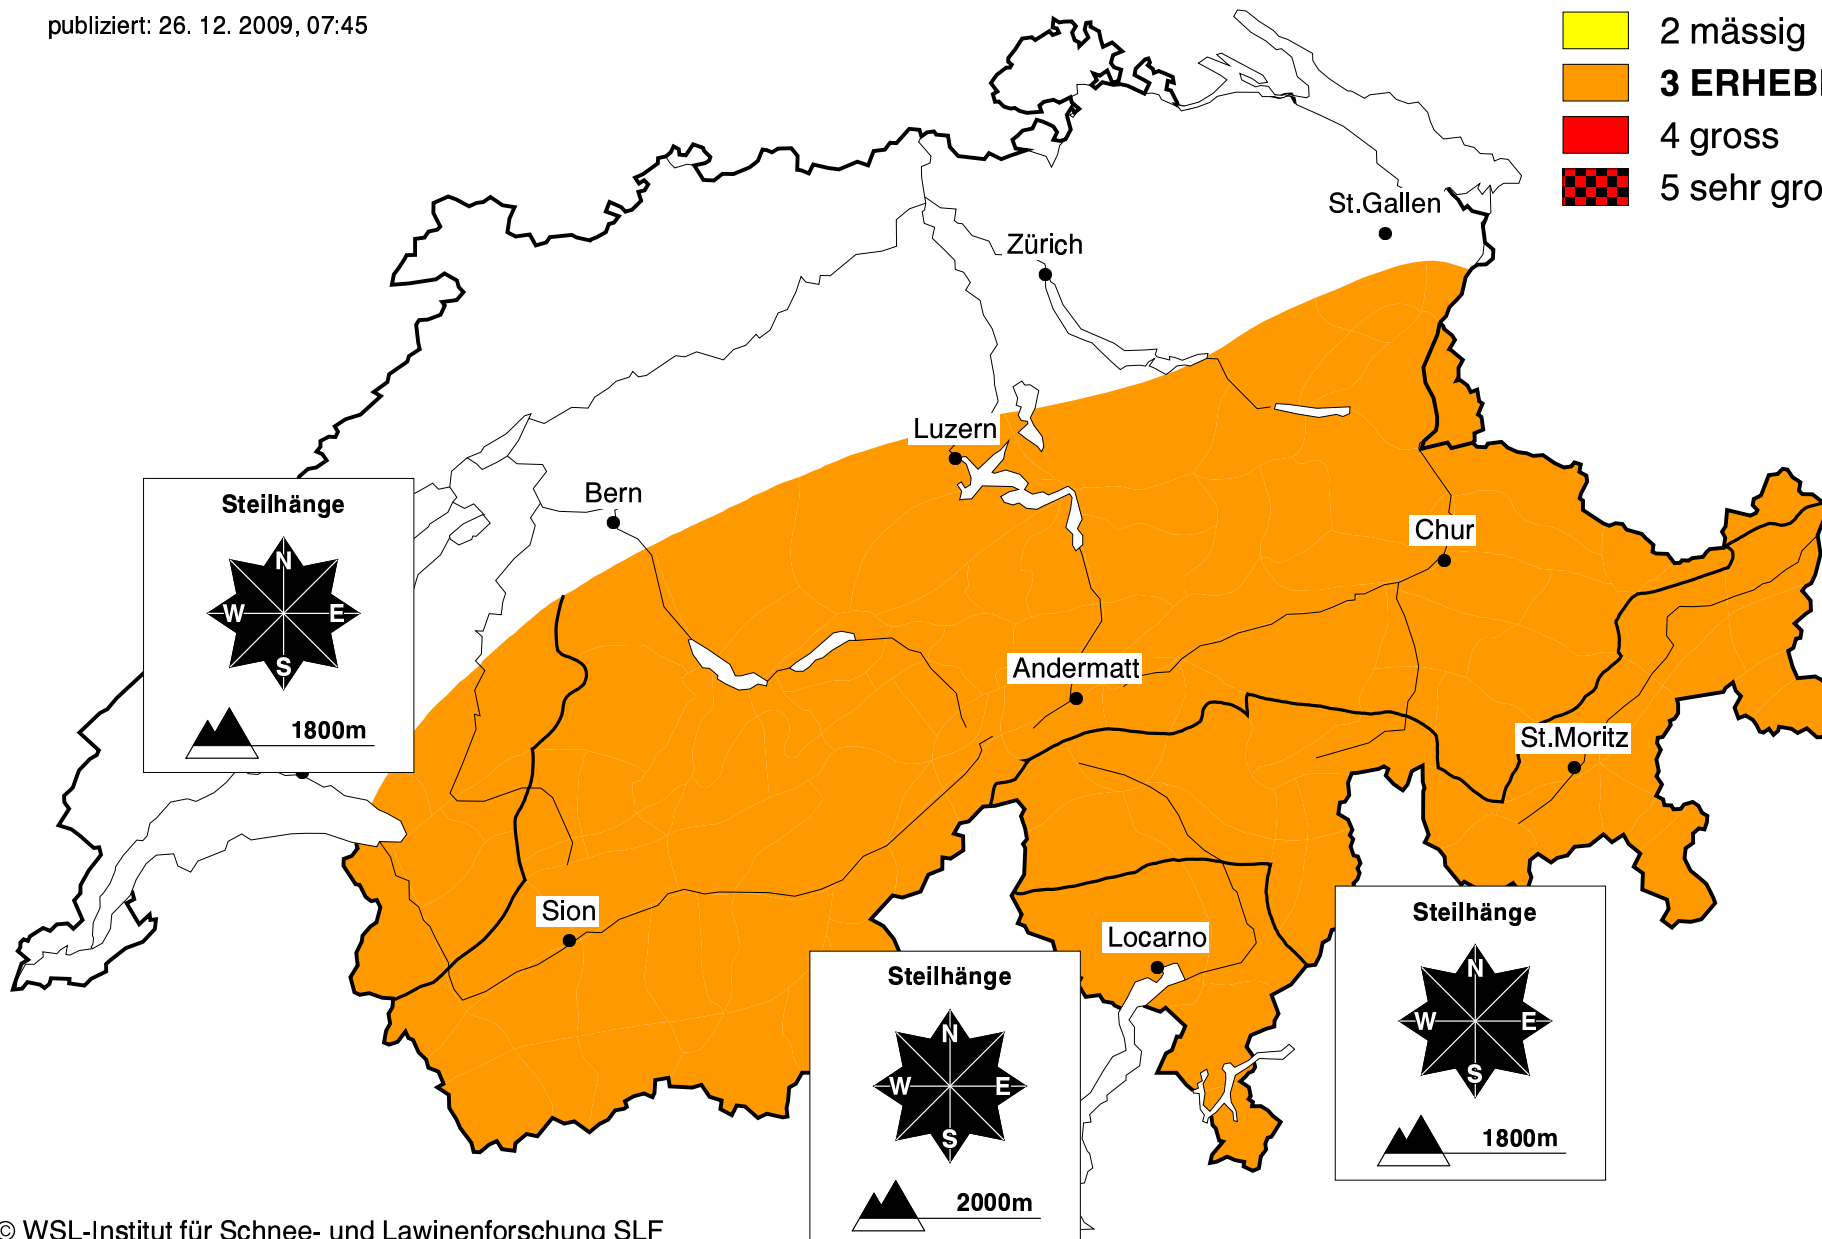 publiziert: 26. 12. 2009, 07:45
2 mässig
3 ERHEB
4 gross
5 sehr gro
St.Gallen
Zürich
Luzern
Bern
Steilhänge
N
W E
S
1800m
Chur
Andermatt
St.Moritz
Sion
Locarno
Steilhänge
N
W E
S
1800m
Steilhänge
N
W E
S
2000m
© WSL-Institut für Schnee- und Lawinenforschung SLF